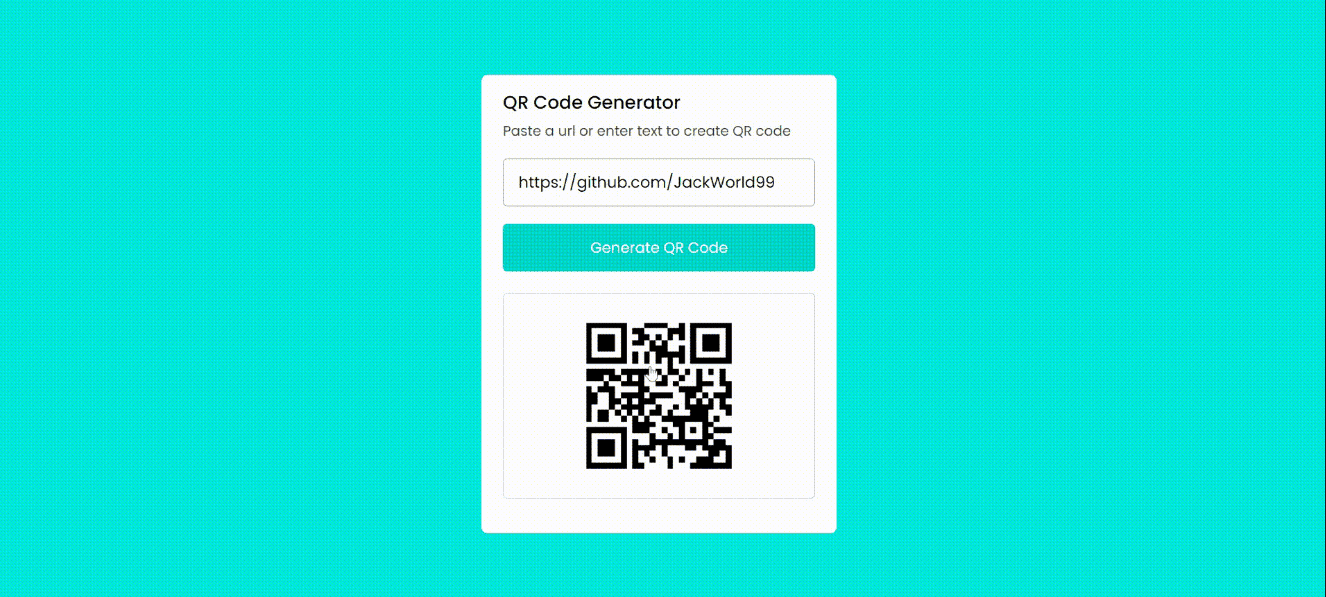 QR Code Generator
Paste a url or enter text to create QR code
https://github.com/JackWorld99
Generate QR Code